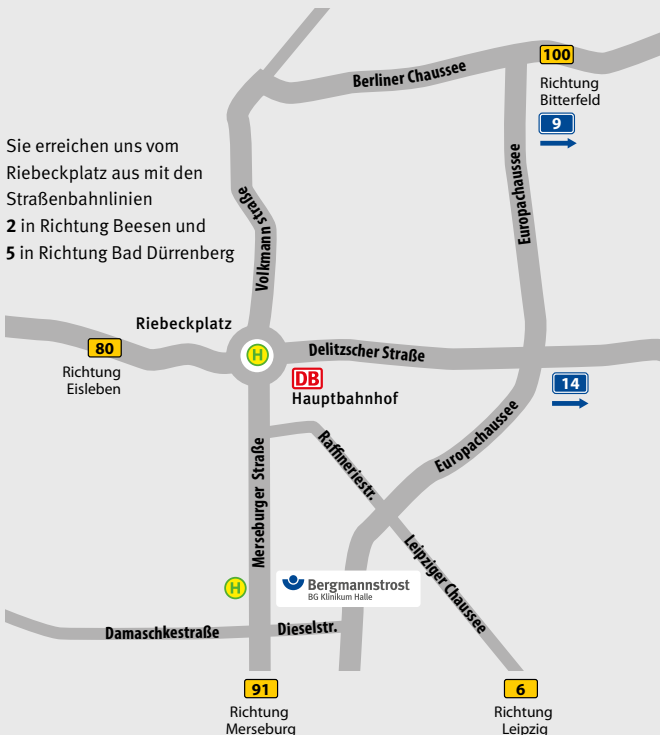 100
Berliner Chaussee
Richtung
Bitterfeld
9
Sie erreichen uns vom
Riebeckplatz aus mit den
Straßenbahnlinien
2 in Richtung Beesen und
5 in Richtung Bad Dürrenberg
Europachaussee
Volkmannstraße
Riebeckplatz
80
Richtung
Eisleben
H
Delitzscher Straße
DB
Hauptbahnhof
14
Europachaussee
Merseburger Straße
Raffineriestr.
Leipziger Chaussee
H
Bergmannstrost
BG Klinikum Halle
Damaschkestraße
Dieselstr.
91
Richtung
Merseburg
6
Richtung
Leipzig